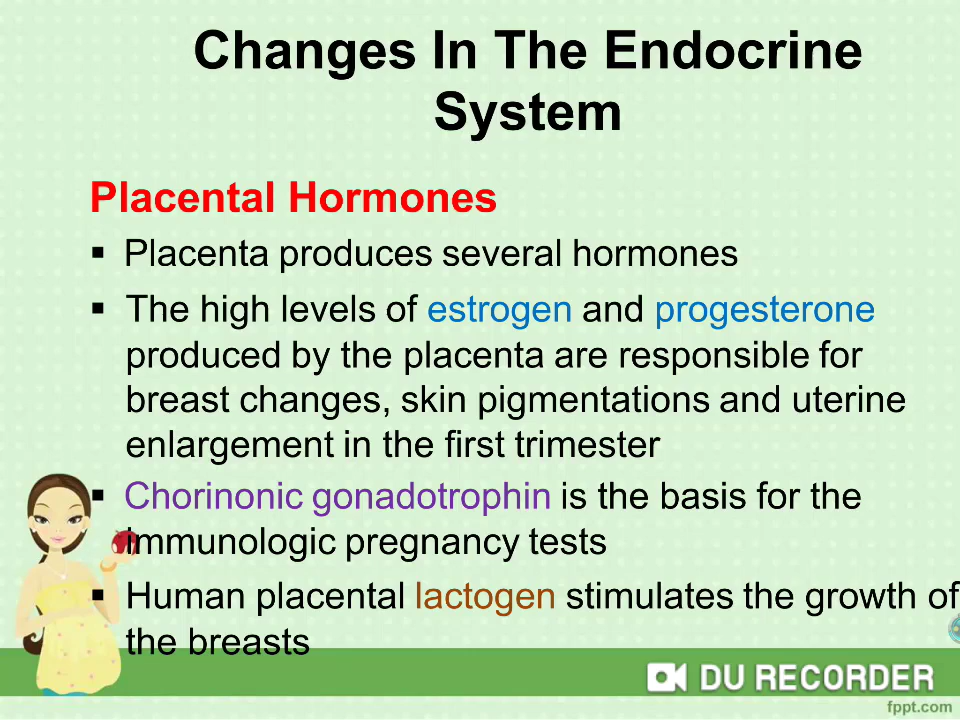 Changes In The Endocrine
System
Placental Hormones
▪ Placenta produces several hormones
▪ The high levels of estrogen and progesterone
produced by the placenta are responsible for
breast changes, skin pigmentations and uterine
enlargement in the first trimester
▪ Chorinonic gonadotrophin is the basis for the
immunologic pregnancy tests
▪ Human placental lactogen stimulates the growth of
the breasts
DU RECORDER
fppt.com